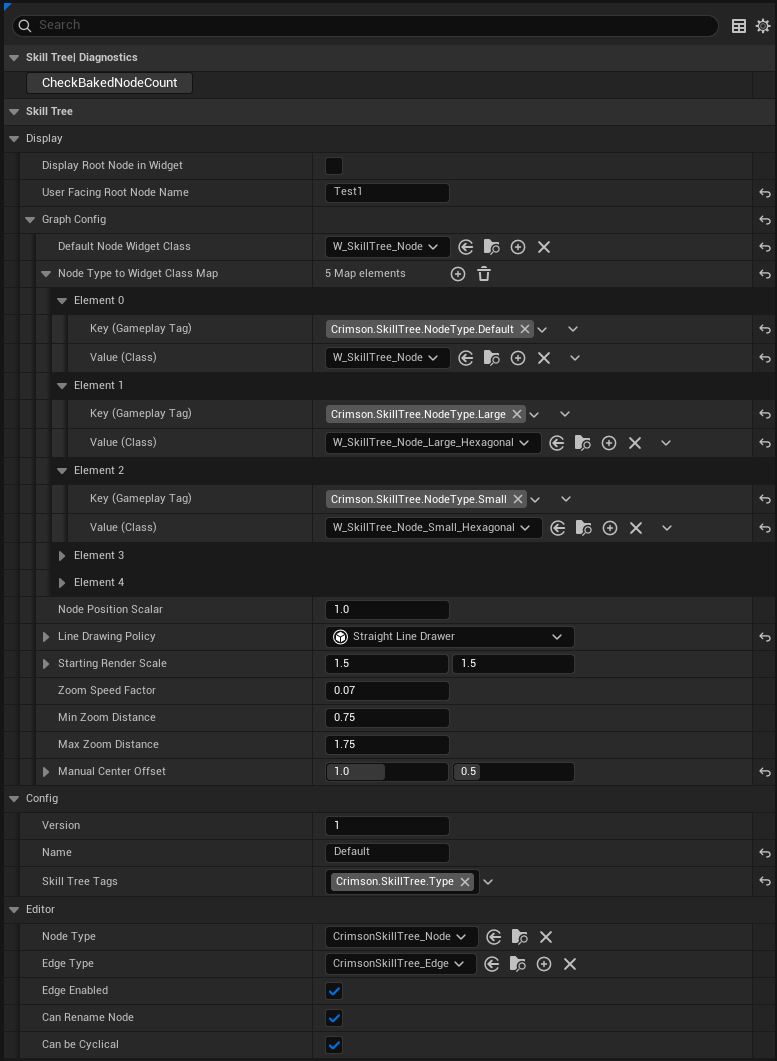 Search
Skill Tree| Diagnostics
CheckBakedNodeCount
Skill Tree
Display
Display Root Node in Widget
User Facing Root Node Name Test1
Graph Config
Default Node Widget Class W_SkillTree_Node
Node Type to Widget Class Map 5 Map elements
Element 0
Key (Gameplay Tag) Crimson.SkillTree.NodeType.Default
Value (Class) W_SkillTree_Node
Element 1
Key (Gameplay Tag) Crimson.SkillTree.NodeType.Large
Value (Class) W_SkillTree_Node_Large_Hexagonal
Element 2
Key (Gameplay Tag) Crimson.SkillTree.NodeType.Small
Value (Class) W_SkillTree_Node_Small_Hexagonal
Element 3
Element 4
Node Position Scalar 1.0
Line Drawing Policy Straight Line Drawer
Starting Render Scale 1.5 1.5
Zoom Speed Factor 0.07
Min Zoom Distance 0.75
Max Zoom Distance 1.75
Manual Center Offset 1.0 0.5
Config
Version 1
Name Default
Skill Tree Tags Crimson.SkillTree.Type
Editor
Node Type CrimsonSkillTree_Node
Edge Type CrimsonSkillTree_Edge
Edge Enabled
Can Rename Node
Can be Cyclical